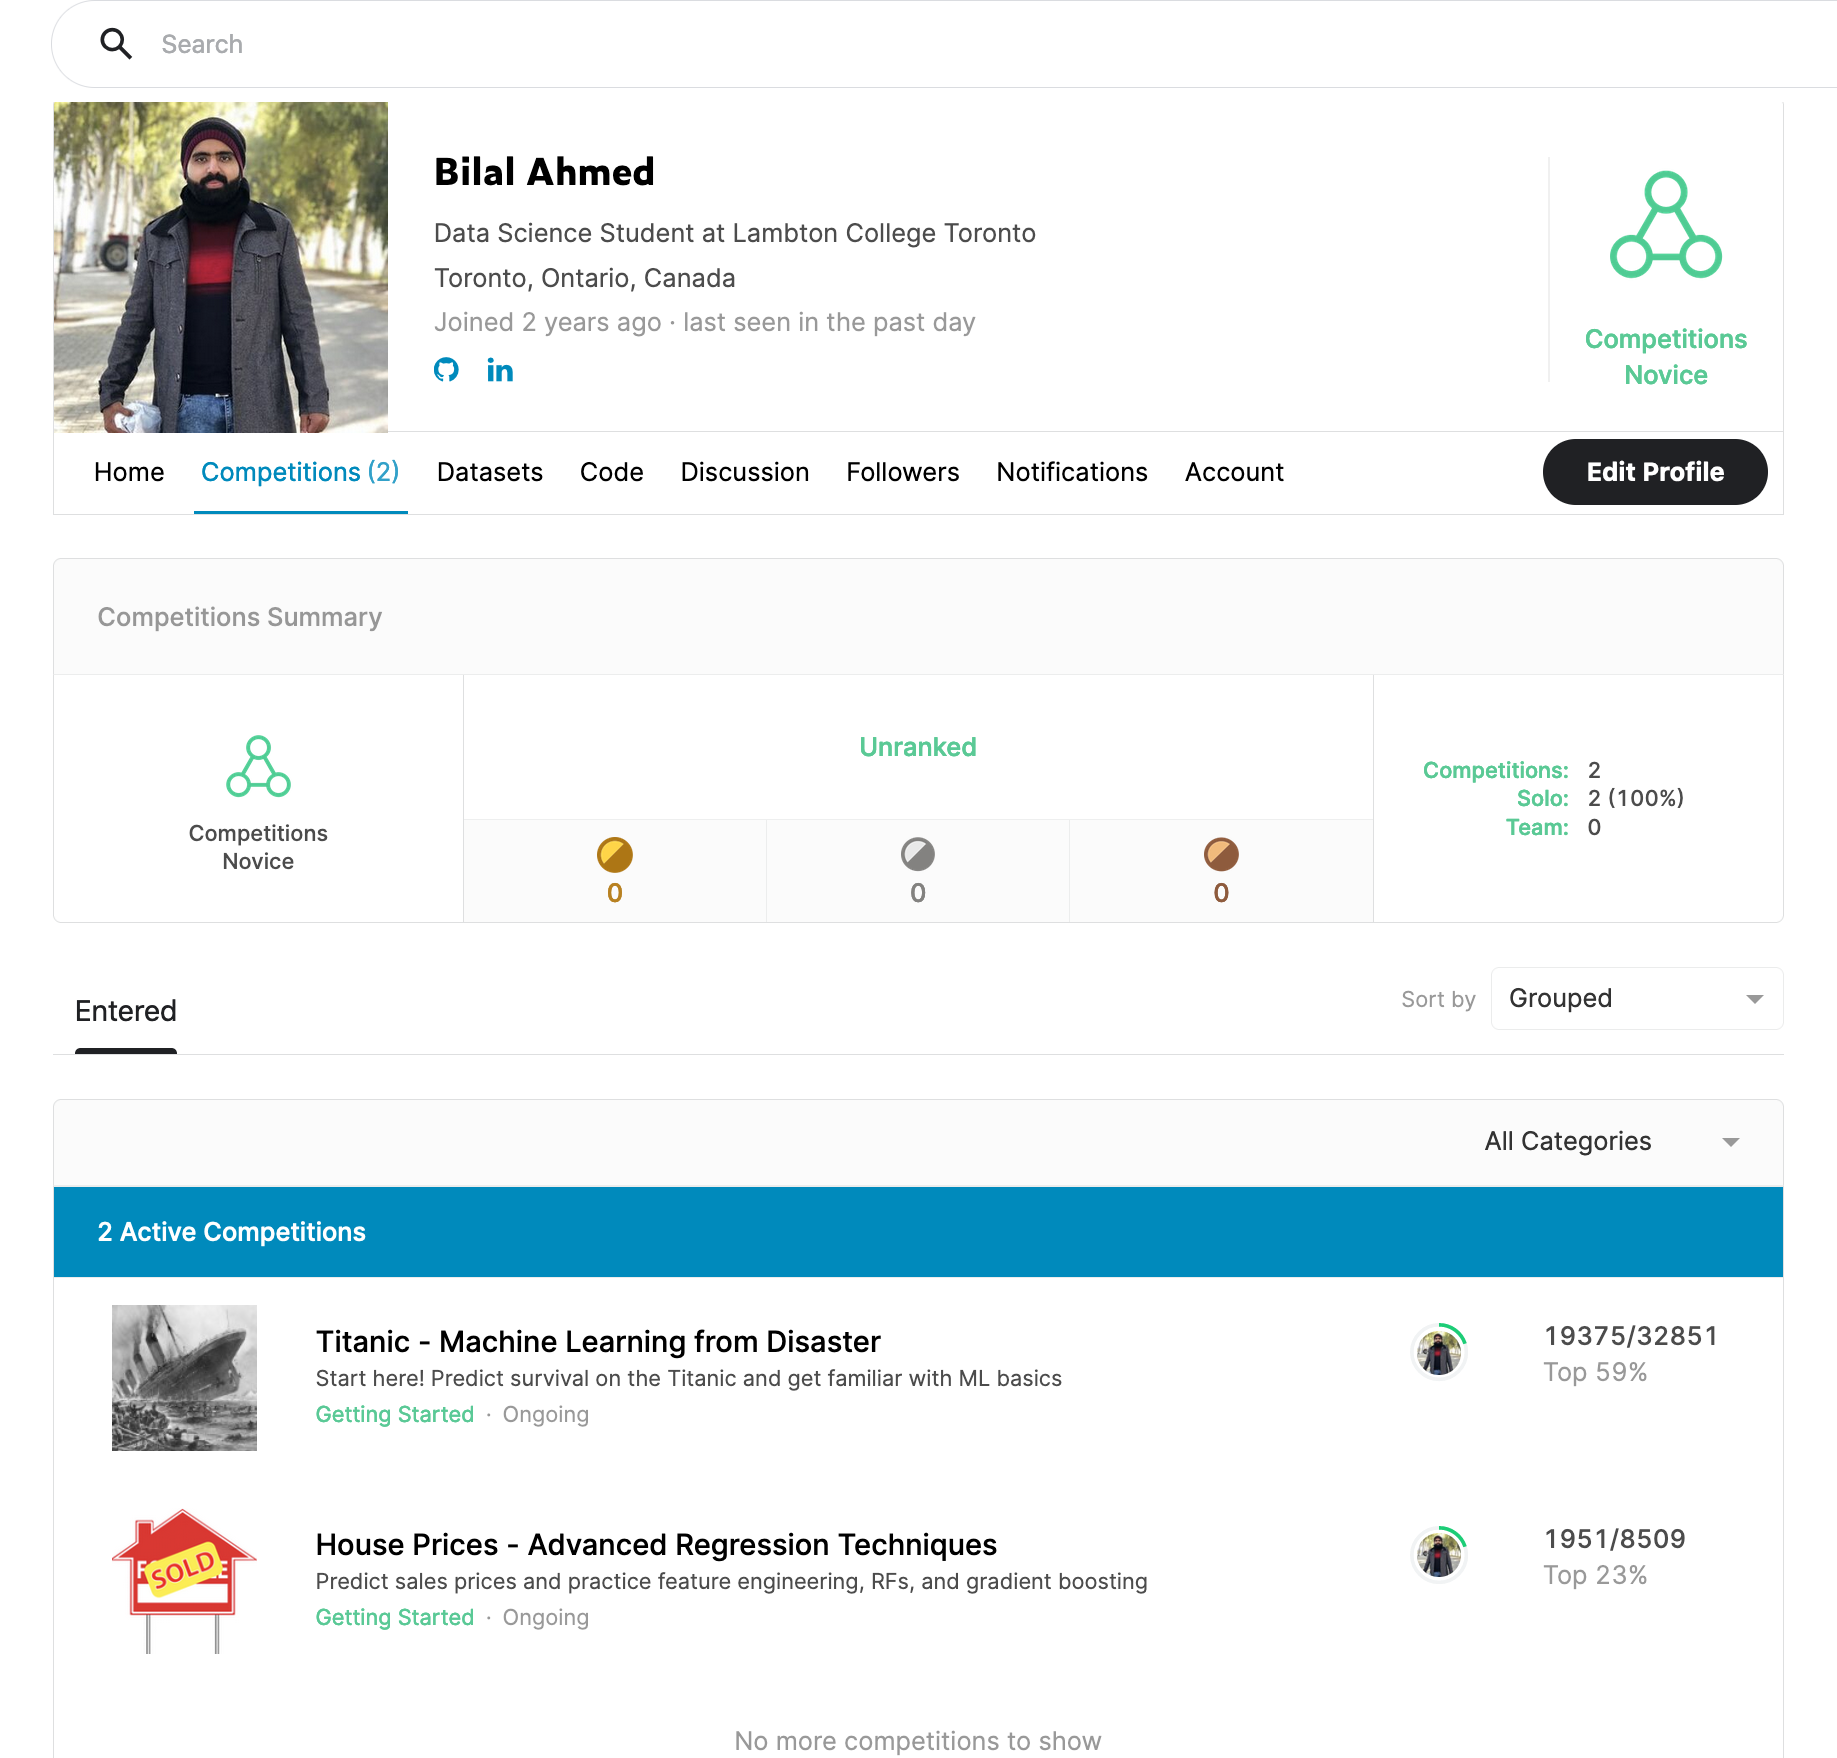 Search
Bilal Ahmed
Data Science Student at Lambton College Toronto
Toronto, Ontario, Canada
Joined 2 years ago · last seen in the past day
in
Competitions
Novice
Home Competitions (2) Datasets Code Discussion Followers Notifications Account Edit Profile
Competitions Summary
Competitions
Novice
Unranked
0 0 0
Competitions: 2
Solo: 2 (100%)
Team: 0
Entered
Sort by Grouped
All Categories
2 Active Competitions
Titanic - Machine Learning from Disaster
Start here! Predict survival on the Titanic and get familiar with ML basics
Getting Started · Ongoing
19375/32851
Top 59%
SOLD
House Prices - Advanced Regression Techniques
Predict sales prices and practice feature engineering, RFs, and gradient boosting
Getting Started · Ongoing
1951/8509
Top 23%
No more competitions to show